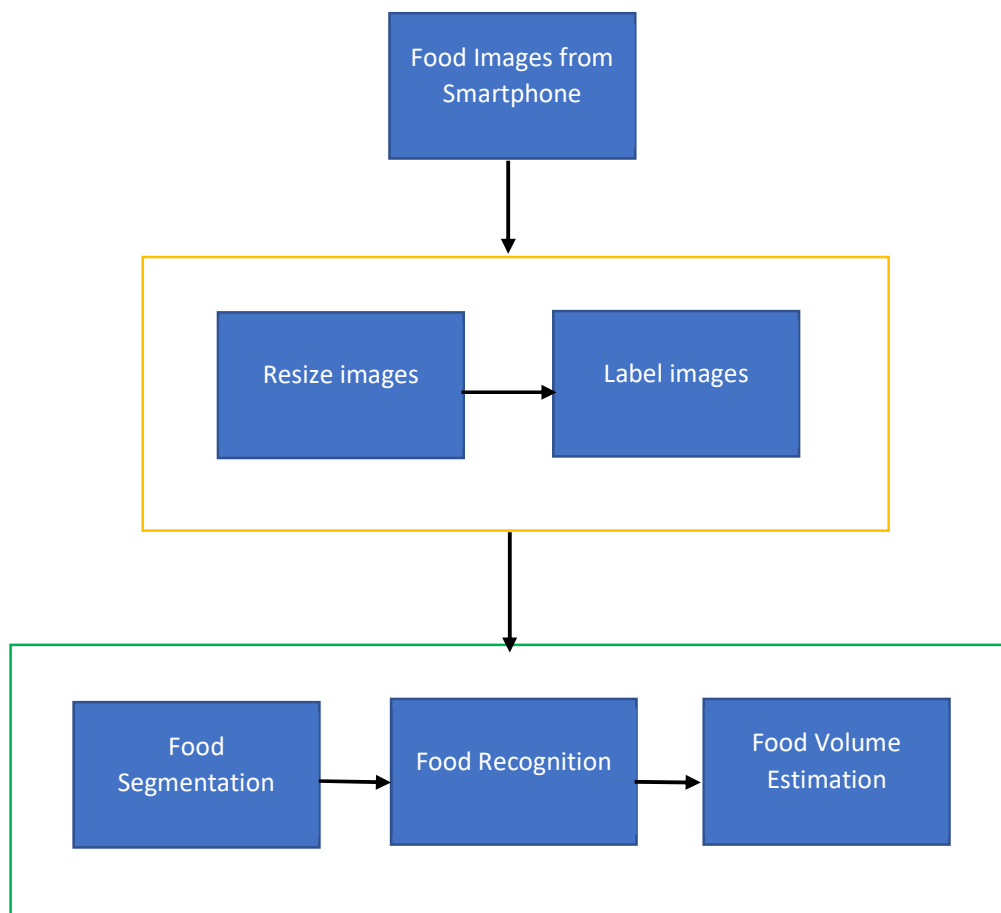 Food Images from
Smartphone
Resize images
Label images
Food
Segmentation
Food Recognition
Food Volume
Estimation